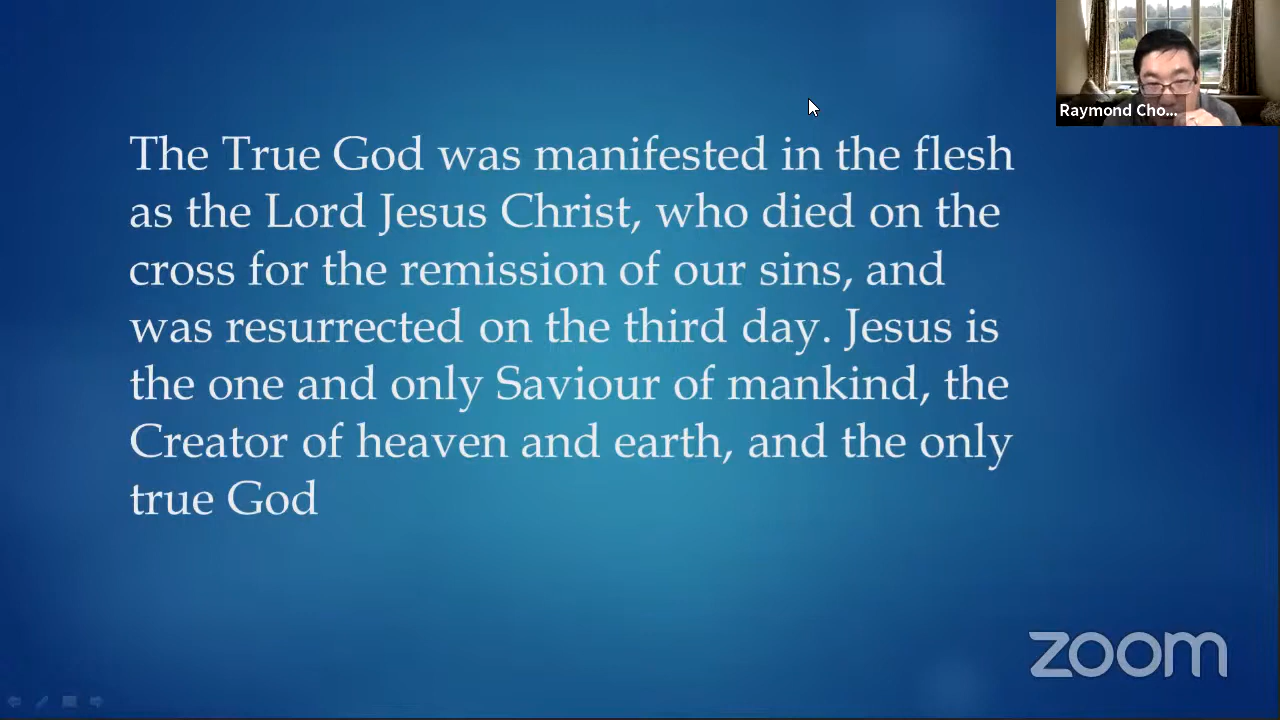 Raymond Cho...
The True God was manifested in the flesh
as the Lord Jesus Christ, who died on the
cross for the remission of our sins, and
was resurrected on the third day. Jesus is
the one and only Saviour of mankind, the
Creator of heaven and earth, and the only
true God
zoom